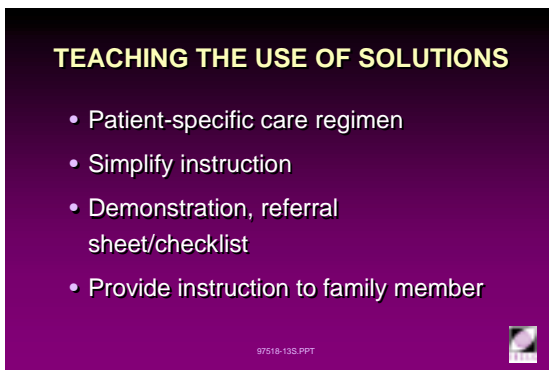 TEACHING THE USE OF SOLUTIONS
• Patient-specific care regimen
• Simplify instruction
• Demonstration, referral
sheet/checklist
• Provide instruction to family member
97518-13S.PPT